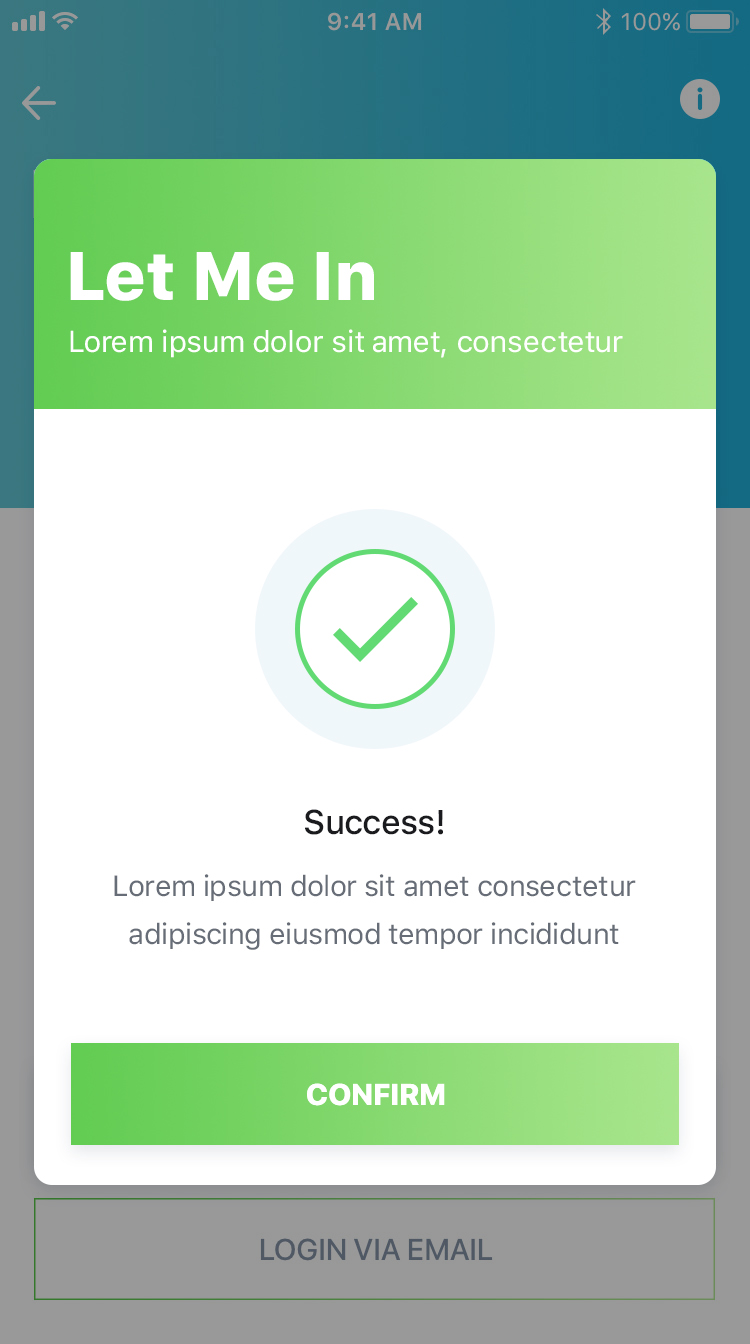 9:41 AM
100%
Let Me In
Lorem ipsum dolor sit amet, consectetur
Success!
Lorem ipsum dolor sit amet consectetur
adipiscing eiusmod tempor incididunt
CONFIRM
LOGIN VIA EMAIL